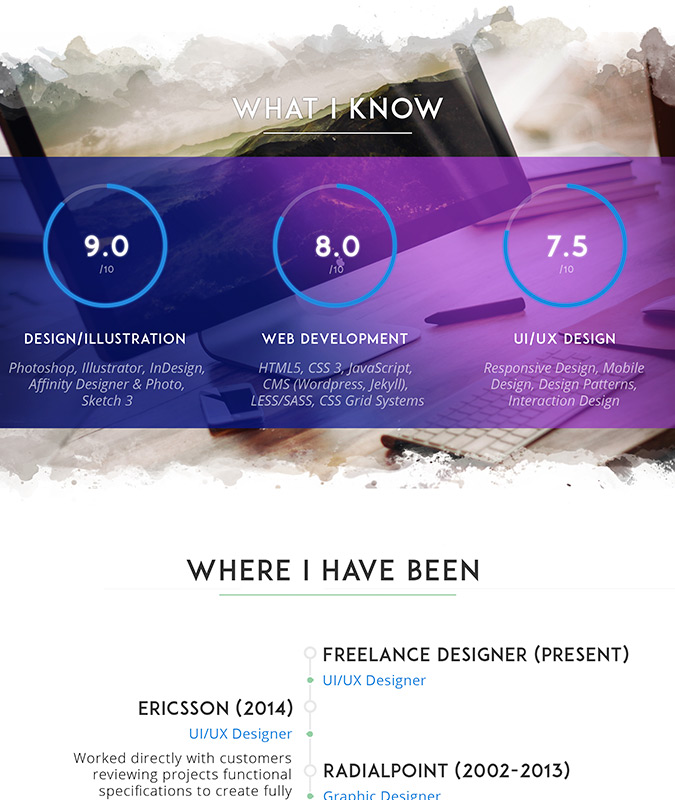 WHAT I KNOW
9.0
/10
DESIGN/ILLUSTRATION
Photoshop, Illustrator, InDesign,
Affinity Designer & Photo,
Sketch 3
8.0
/10
WEB DEVELOPMENT
HTML5, CSS 3, JavaScript,
CMS (Wordpress, Jekyll),
LESS/SASS, CSS Grid Systems
7.5
/10
UI/UX DESIGN
Responsive Design, Mobile
Design, Design Patterns,
Interaction Design
WHERE I HAVE BEEN
FREELANCE DESIGNER (PRESENT)
UI/UX Designer
ERICSSON (2014)
UI/UX Designer
Worked directly with customers
reviewing projects functional
specifications to create fully
RADIALPOINT (2002-2013)
Graphic Designer